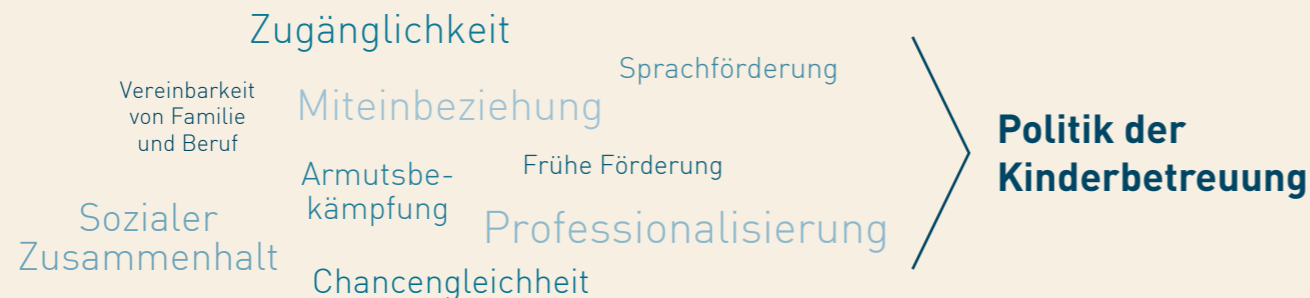 Zugänglichkeit
Sprachförderung
Vereinbarkeit
von Familie
und Beruf
Miteinbeziehung
Armutsbe-
kämpfung
Frühe Förderung
Sozialer
Zusammenhalt
Professionalisierung
Chancengleichheit
Politik der
Kinderbetreuung